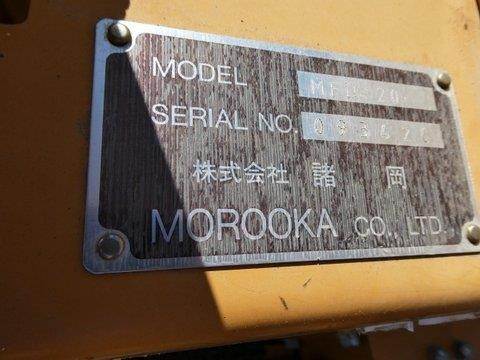 MODEL
SERIAL NO.
株式会社 諸岡
MOROOKA CO., LTD.